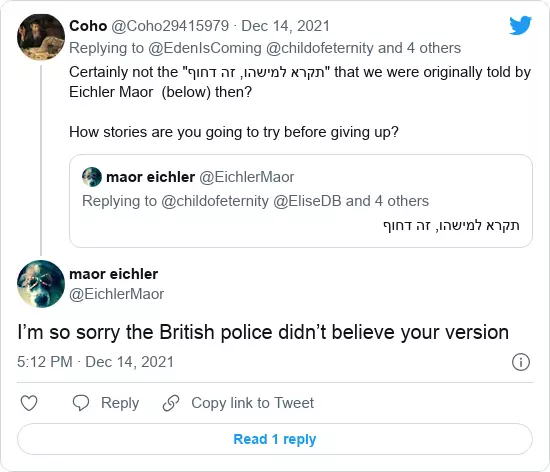 Coho @Coho29415979 · Dec 14, 2021
Replying to @EdenIsComing @childofeternity and 4 others
Certainly not the "תקרא למישהו, זה דחוף" that we were originally told by
Eichler Maor (below) then?
How stories are you going to try before giving up?
maor eichler @EichlerMaor
Replying to @childofeternity @EliseDB and 4 others
תקרא למישהו, זה דחוף
maor eichler
@EichlerMaor
I’m so sorry the British police didn’t believe your version
5:12 PM · Dec 14, 2021
Reply
Copy link to Tweet
Read 1 reply